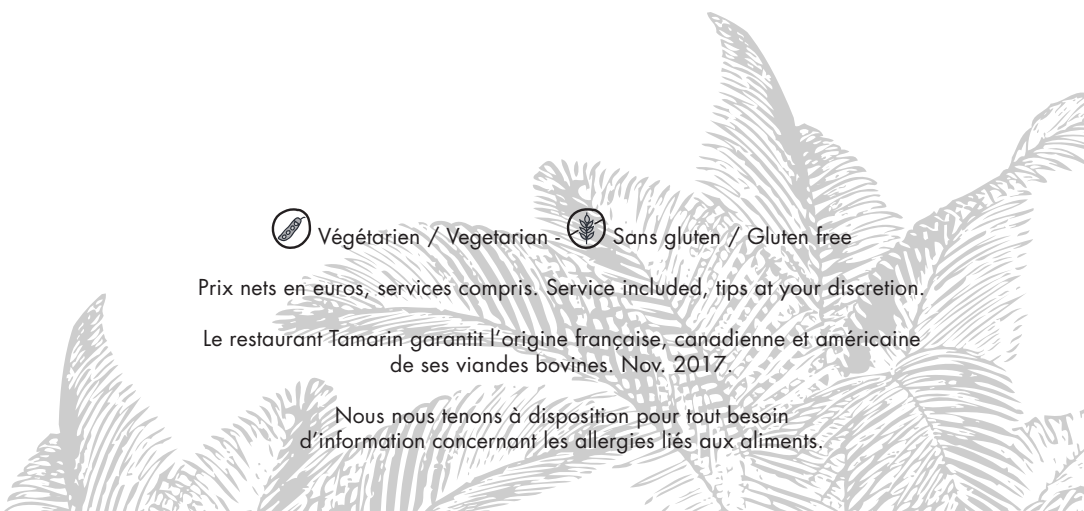 Végétarien / Vegetarian - Sans gluten / Gluten free
Prix nets en euros, services compris. Service included, tips at your discretion.
Le restaurant Tamarin garantit l’origine française, canadienne et américaine
de ses viandes bovines. Nov. 2017.
Nous nous tenons à disposition pour tout besoin
d’information concernant les allergies liés aux aliments.